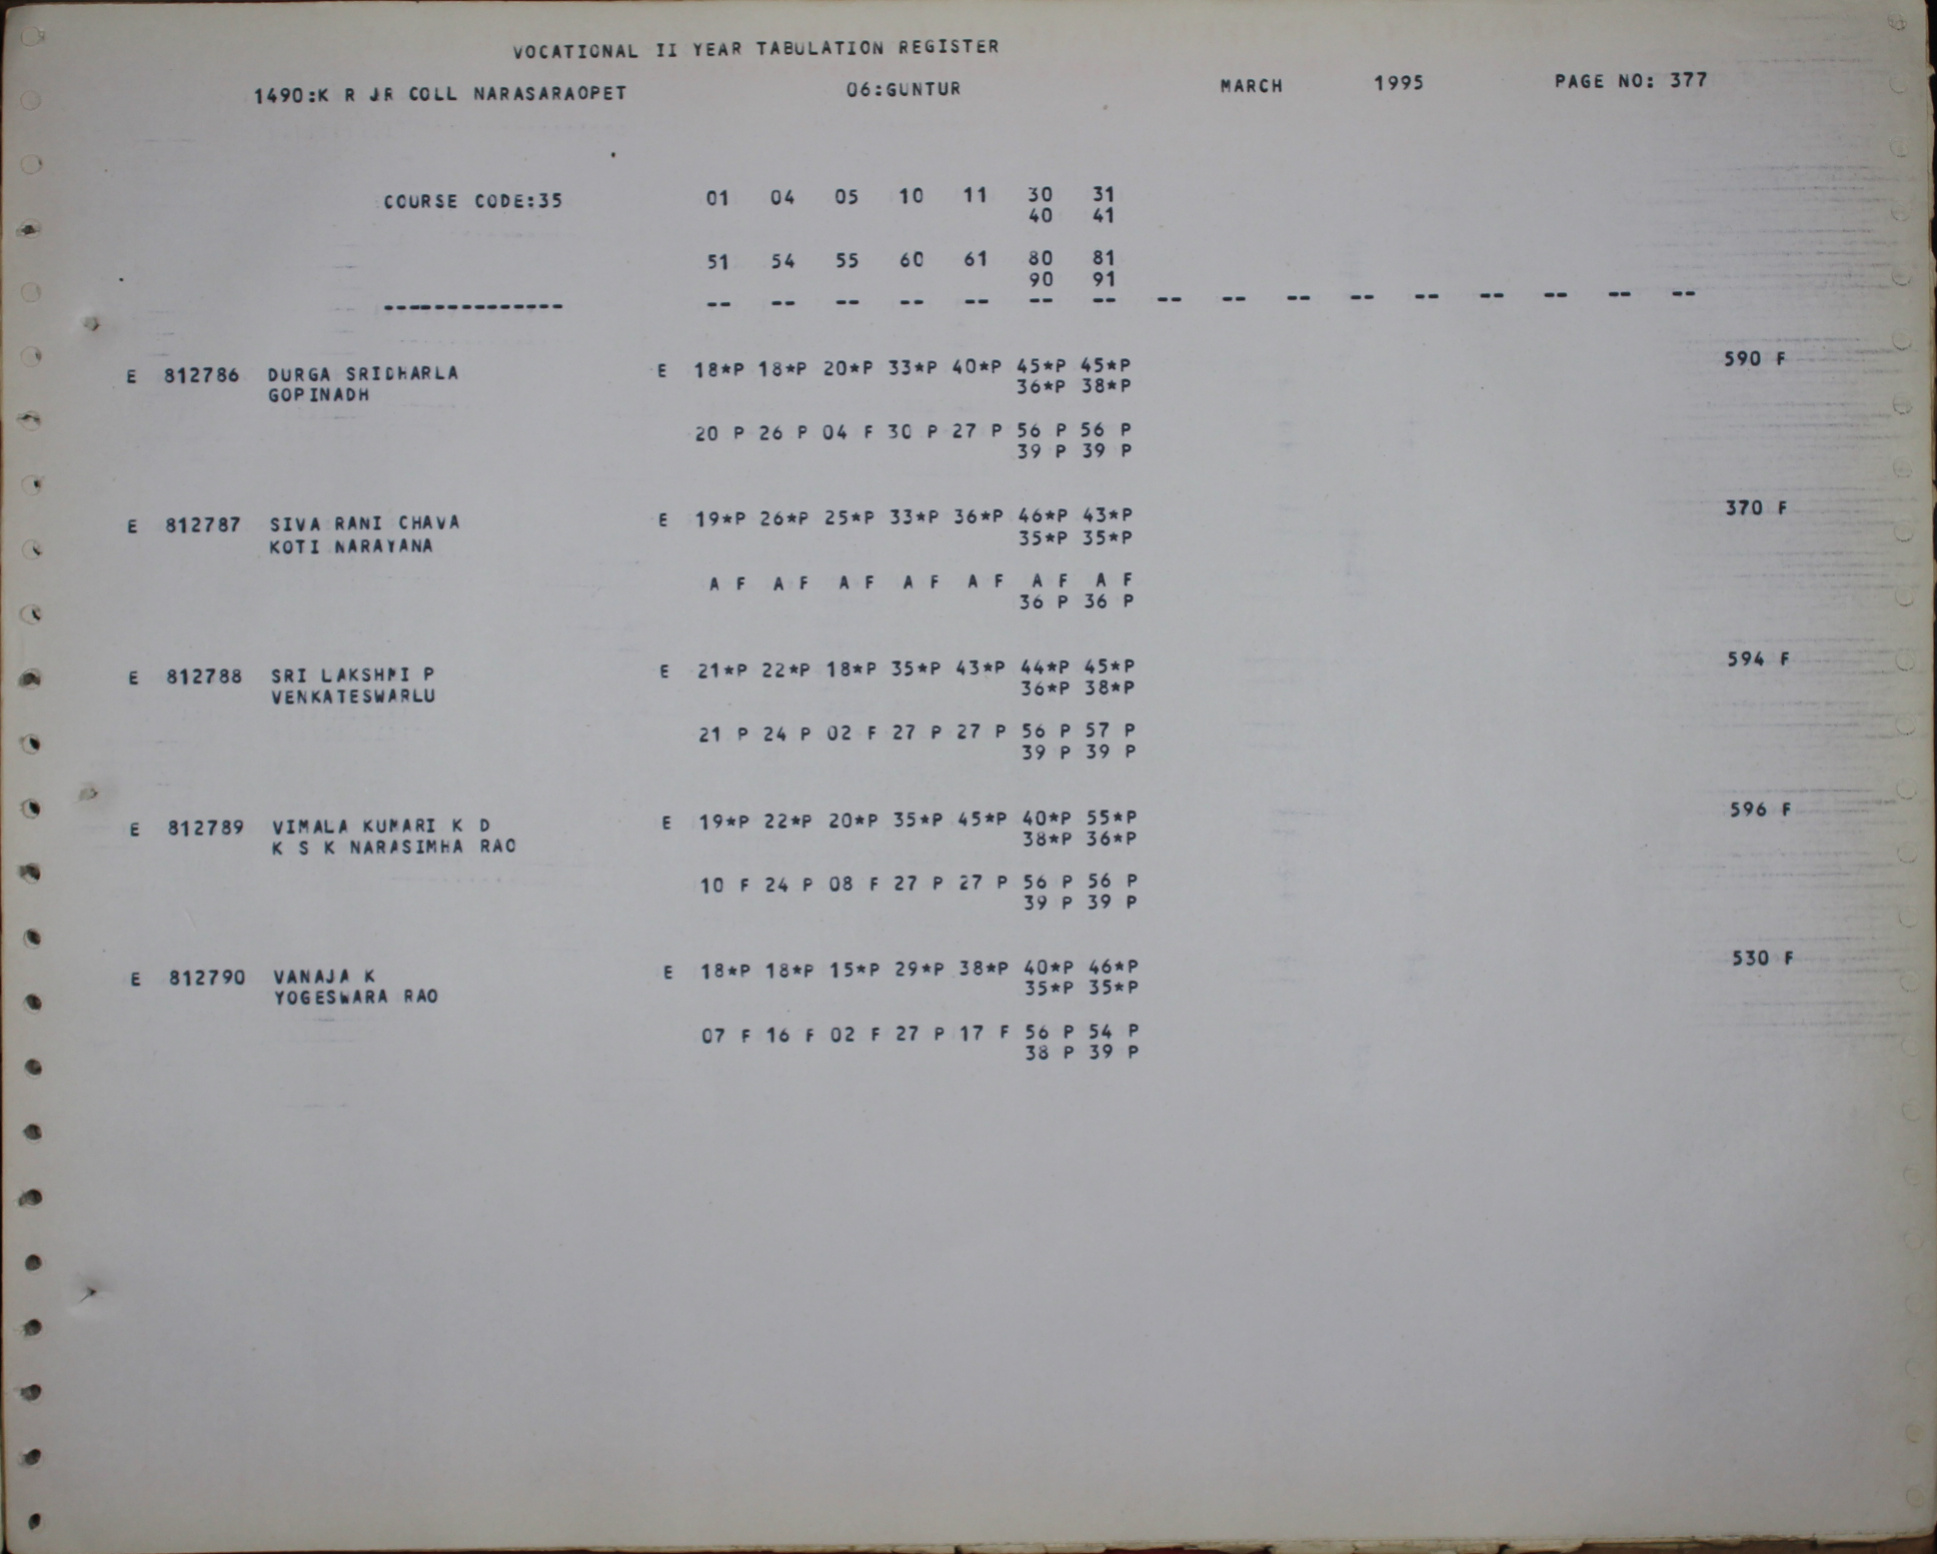 VOCATIONAL II YEAR TABULATION REGISTER
1490:K R JR COLL NARASARAOPET 06:GUNTUR MARCH 1995 PAGE NO: 377
COURSE CODE:35 01 04 05 10 11 30 31
40 41
51 54 55 60 61 80 81
90 91
-------------- -- -- -- -- -- -- -- -- -- -- -- -- -- -- -- --
E 812786 DURGA SRIDHARLA E 18*P 18*P 20*P 33*P 40*P 45*P 45*P 590 F
GOPINADH 36*P 38*P
20 P 26 P 04 F 30 P 27 P 56 P 56 P
39 P 39 P
E 812787 SIVA RANI CHAVA E 19*P 26*P 25*P 33*P 36*P 46*P 43*P 370 F
KOTI NARAYANA 35*P 35*P
A F A F A F A F A F A F A F
36 P 36 P
E 812788 SRI LAKSHMI P E 21*P 22*P 18*P 35*P 43*P 44*P 45*P 594 F
VENKATESWARLU 36*P 38*P
21 P 24 P 02 F 27 P 27 P 56 P 57 P
39 P 39 P
E 812789 VIMALA KUMARI K D E 19*P 22*P 20*P 35*P 45*P 40*P 55*P 596 F
K S K NARASIMHA RAO 38*P 36*P
10 F 24 P 08 F 27 P 27 P 56 P 56 P
39 P 39 P
E 812790 VANAJA K E 18*P 18*P 15*P 29*P 38*P 40*P 46*P 530 F
YOGESWARA RAO 35*P 35*P
07 F 16 F 02 F 27 P 17 F 56 P 54 P
38 P 39 P